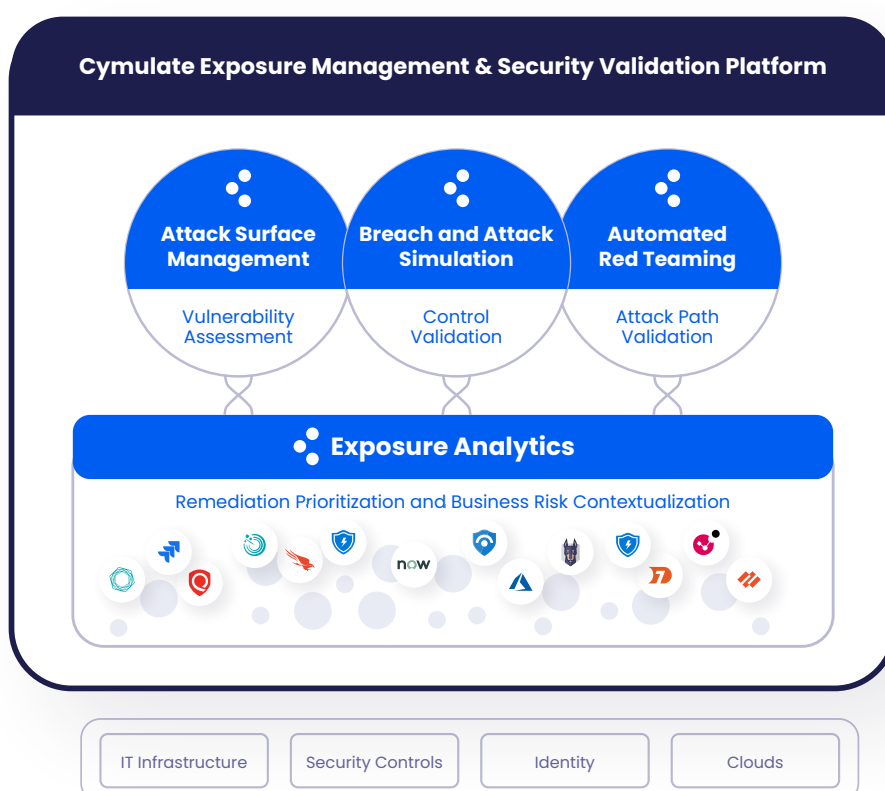 Cymulate Exposure Management & Security Validation Platform
Attack Surface
Management
Vulnerability
Assessment
Breach and Attack
Simulation
Control
Validation
Automated
Red Teaming
Attack Path
Validation
Exposure Analytics
Remediation Prioritization and Business Risk Contextualization
now
IT Infrastructure
Security Controls
Identity
Clouds